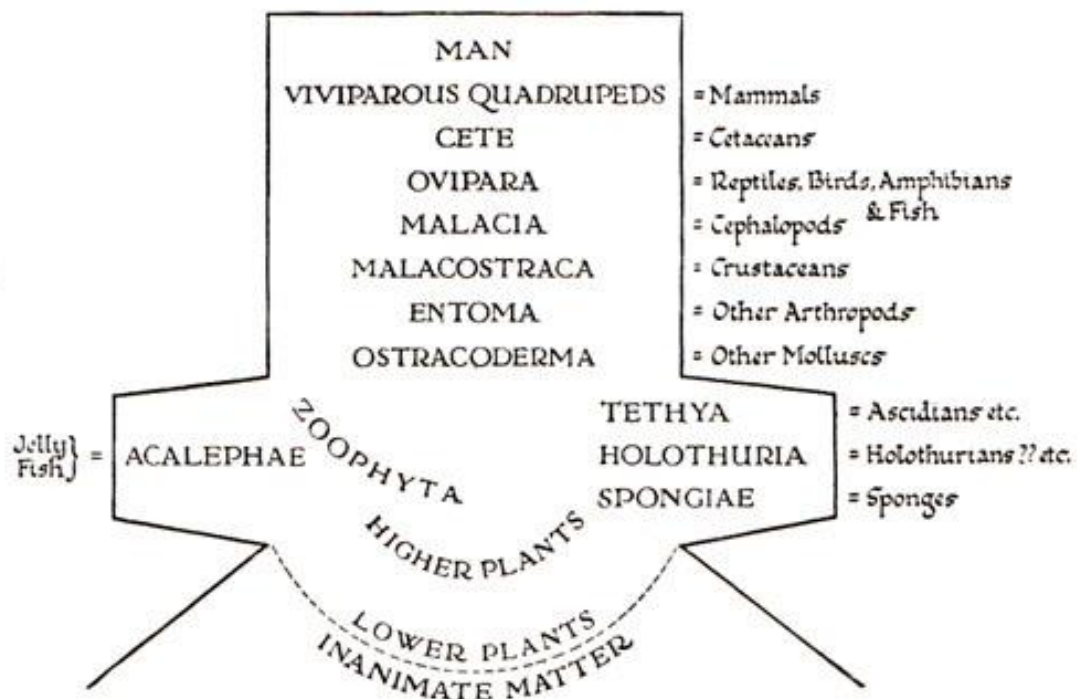 MAN
VIVIPAROUS QUADRUPEDS = Mammals
CETE = Cetaceans
OVIPARA = Reptiles, Birds, Amphibians
& Fish
MALACIA = Cephalopods
MALACOSTRACA = Crustaceans
ENTOMA = Other Arthropods
OSTRACODERMA = Other Molluscs
TETHYA = Ascidians etc.
Jelly
Fish} = ACALEPHAE
ZOOPHYTA
HOLOTHURIA = Holothurians ?? etc.
SPONGIAE = Sponges
HIGHER PLANTS
LOWER PLANTS
INANIMATE MATTER